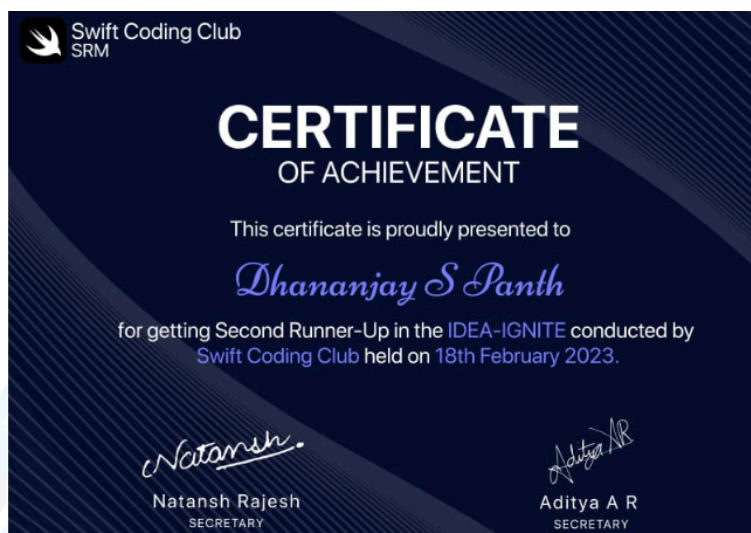 Swift Coding Club
SRM
CERTIFICATE
OF ACHIEVEMENT
This certificate is proudly presented to
Dhananjay S Panth
for getting Second Runner-Up in the IDEA-IGNITE conducted by
Swift Coding Club held on 18th February 2023.
Natansh. Aditya AR
Natansh Rajesh Aditya A R
SECRETARY SECRETARY